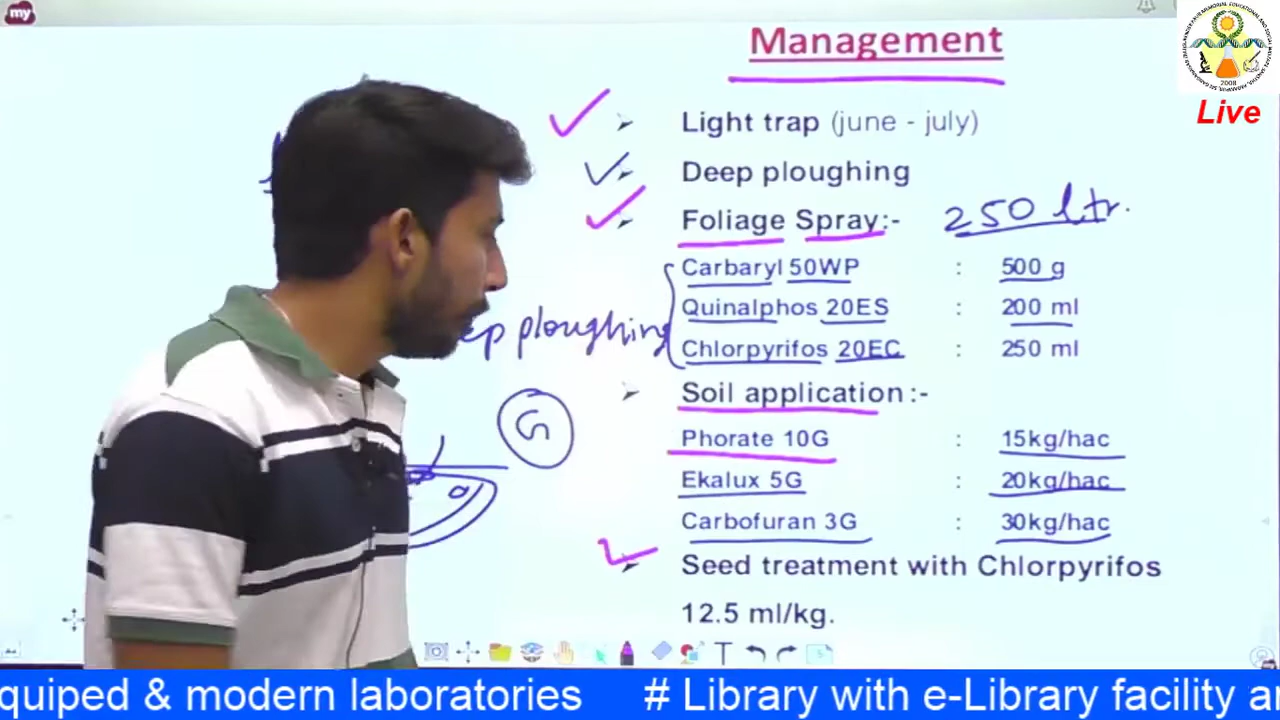 my
Management
Live
Light trap (june - july)
Deep ploughing
Foliage Spray:- 250 ltr.
Carbaryl 50WP : 500 g
Quinalphos 20ES : 200 ml
ploughing
Chlorpyrifos 20EC : 250 ml
Soil application :-
G
Phorate 10G : 15kg/hac
Ekalux 5G : 20kg/hac
Carbofuran 3G : 30kg/hac
Seed treatment with Chlorpyrifos
12.5 ml/kg.
quiped & modern laboratories # Library with e-Library facility a